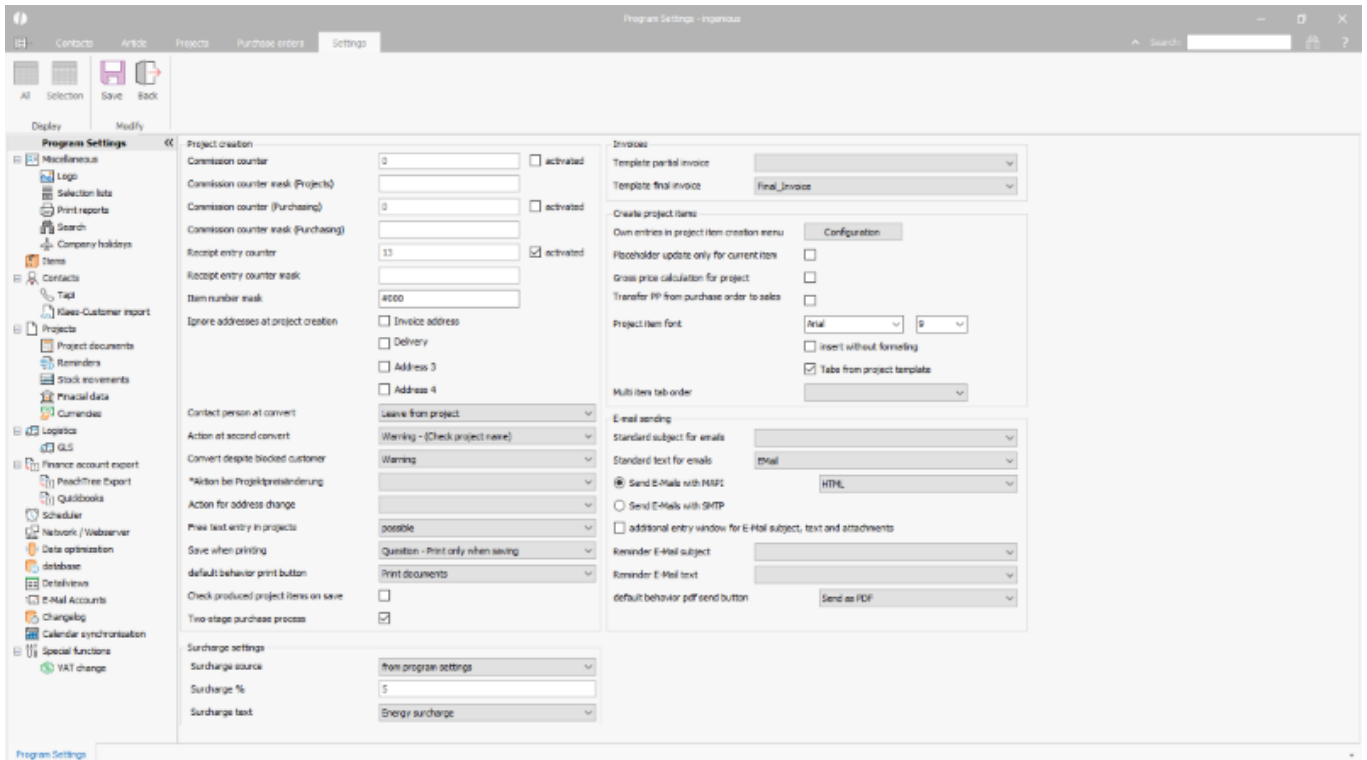 Program Settings - ingenious
Contacts Article Projects Purchase orders Settings Search:
All Selection Save Back
Display Modify
Program Settings
Miscellaneous
Logo
Selection lists
Print reports
Search
Company holidays
Items
Contacts
Tapi
Klaes-Customer import
Projects
Project documents
Reminders
Stock movements
Finacial data
Currencies
Logistics
GLS
Finance account export
PeachTree Export
Quickbooks
Scheduler
Network / Webserver
Data optimization
database
Detailviews
E-Mail Accounts
Changelog
Calendar synchronisation
Special functions
VAT change
Project creation
Commission counter 0 activated
Commission counter mask (Projects)
Commission counter (Purchasing) 0 activated
Commission counter mask (Purchasing)
Receipt entry counter 13 activated
Receipt entry counter mask
Item number mask #000
Ignore addresses at project creation Invoice address
Delivery
Address 3
Address 4
Contact person at convert Leave from project
Action at second convert Warning - (Check project name)
Convert despite blocked customer Warning
*Aktion bei Projektpreisänderung
Action for address change
Free text entry in projects possible
Save when printing Question - Print only when saving
default behavior print button Print documents
Check produced project items on save
Two-stage purchase process
Surcharge settings
Surcharge source from program settings
Surcharge % 5
Surcharge text Energy surcharge
Invoices
Template partial invoice
Template final invoice Final_Invoice
Create project items
Own entries in project item creation menu Configuration
Placeholder update only for current item
Gross price calculation for project
Transfer PP from purchase order to sales
Project item font Arial 9
insert without formating
Tabs from project template
Multi item tab order
E-mail sending
Standard subject for emails
Standard text for emails EMail
Send E-Mails with MAPI HTML
Send E-Mails with SMTP
additional entry window for E-Mail subject, text and attachments
Reminder E-Mail subject
Reminder E-Mail text
default behavior pdf send button Send as PDF
Program Settings